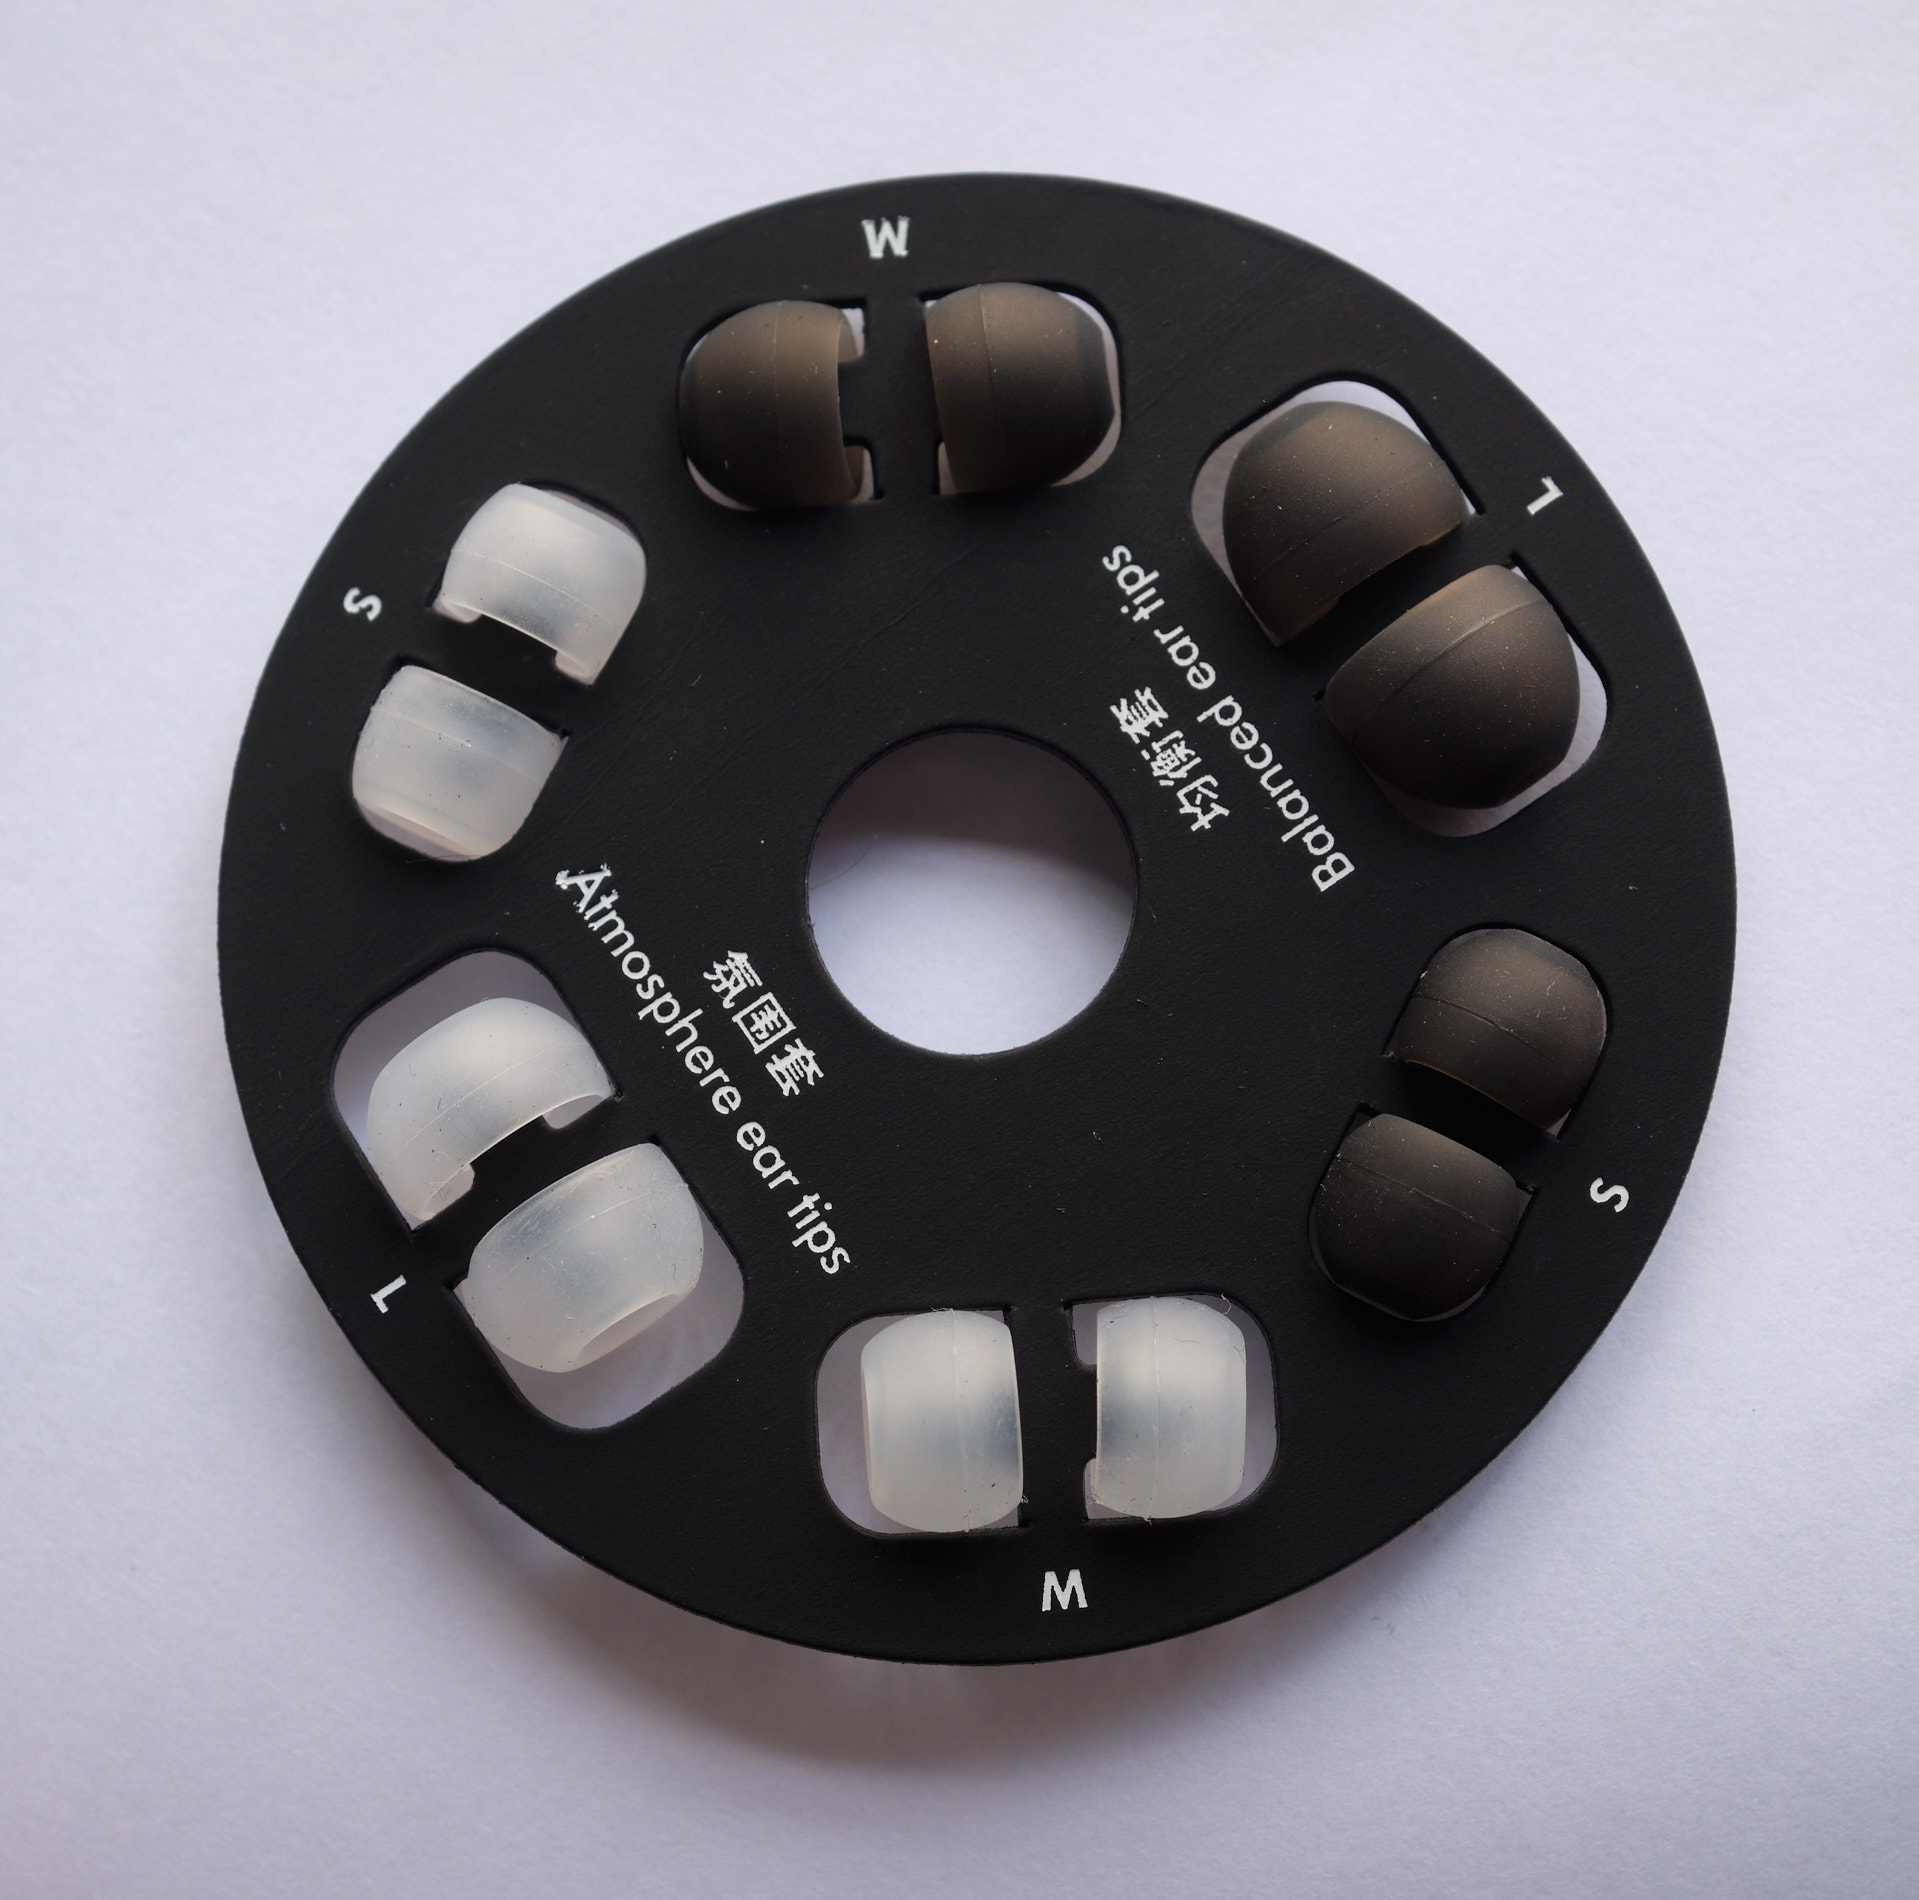 M
L
S
Balanced ear tips
均衡套
S
氛围套
Atmosphere ear tips
L
M